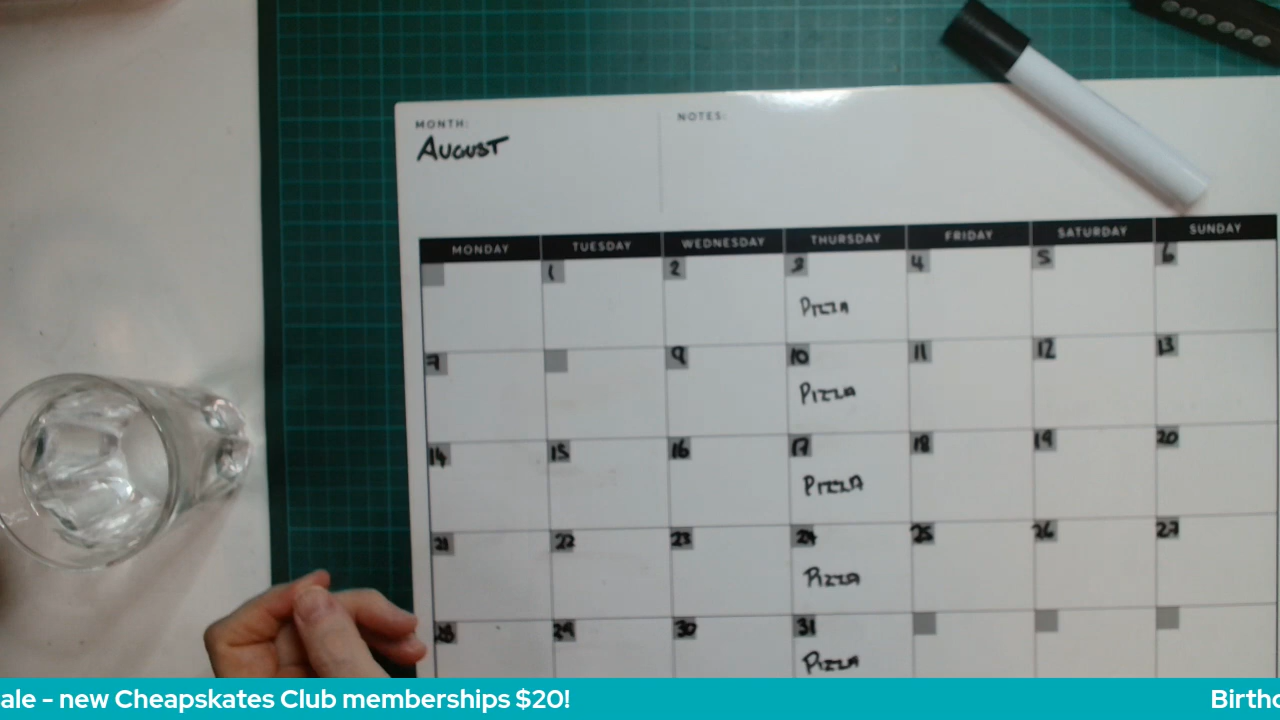 MONTH:
AUGUST
NOTES:
MONDAY TUESDAY WEDNESDAY THURSDAY FRIDAY SATURDAY SUNDAY
1 2 3 4 5 6
PIZZA
7 9 10 11 12 13
PIZZA
14 15 16 17 18 19 20
PIZZA
21 22 23 24 25 26 27
PIZZA
28 29 30 31
PIZZA
ale - new Cheapskates Club memberships $20! Birthd